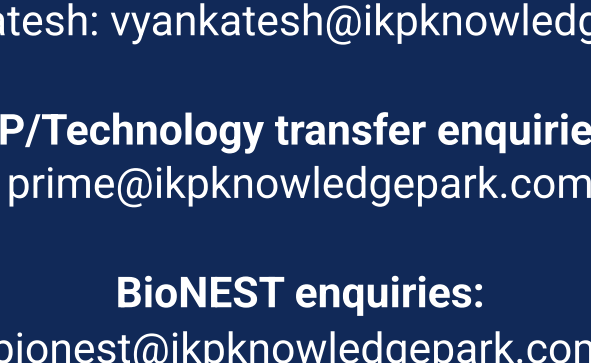 atesh: vyankatesh@ikpknowledg
P/Technology transfer enquirie
prime@ikpknowledgepark.com
BioNEST enquiries:
bionest@ikpknowledgepark.com